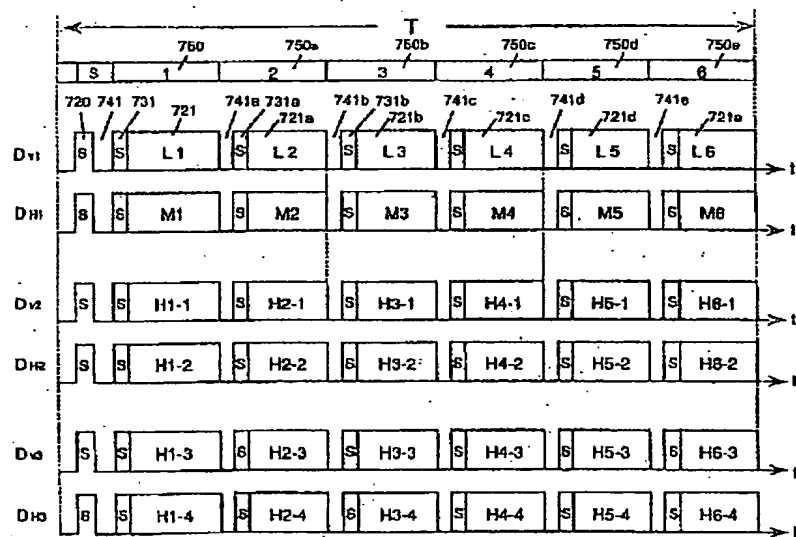 T
750 750a 750b 750c 750d 750e
S 1 2 3 4 5 6
720 741 731 721 741a 731a 721a 741b 731b 721b 741c 721c 741d 721d 741e 721e
DV1 S S L1 S L2 S L3 S L4 S L5 S L6 t
DH1 S S M1 S M2 S M3 S M4 S M5 S M6 t
DV2 S S H1-1 S H2-1 S H3-1 S H4-1 S H5-1 S H6-1 t
DH2 S S H1-2 S H2-2 S H3-2 S H4-2 S H5-2 S H6-2 t
DV3 S S H1-3 S H2-3 S H3-3 S H4-3 S H5-3 S H6-3 t
DH3 S S H1-4 S H2-4 S H3-4 S H4-4 S H5-4 S H6-4 t